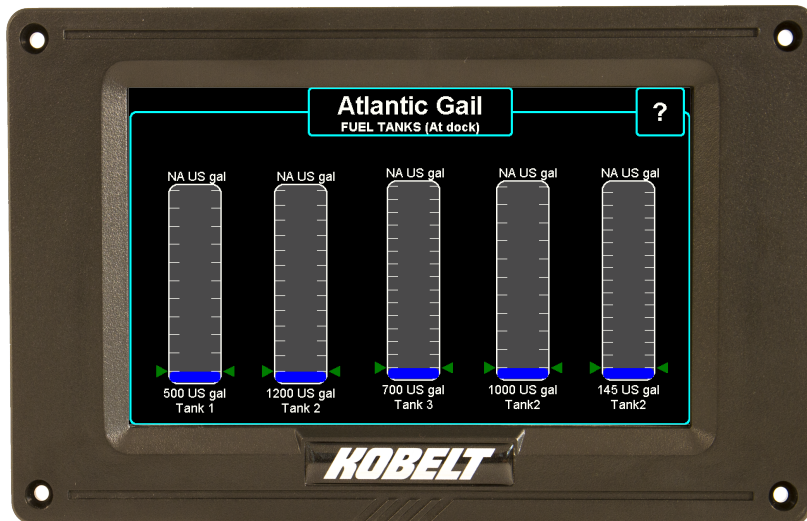 Atlantic Gail
FUEL TANKS (At dock)
?
NA US gal
NA US gal
NA US gal
NA US gal
NA US gal
500 US gal
Tank 1
1200 US gal
Tank 2
700 US gal
Tank 3
1000 US gal
Tank2
145 US gal
Tank2
KOBELT